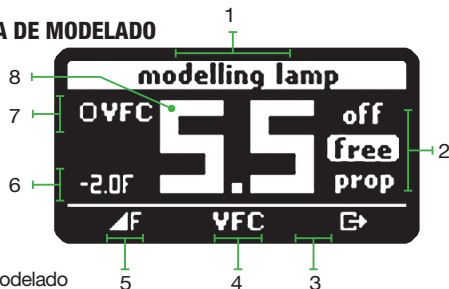 A DE MODELADO
1
modelling lamp
8
7
VFC
5.5
off
free
prop
2
6
-2.0F
F
VFC
odelado
5
4
3